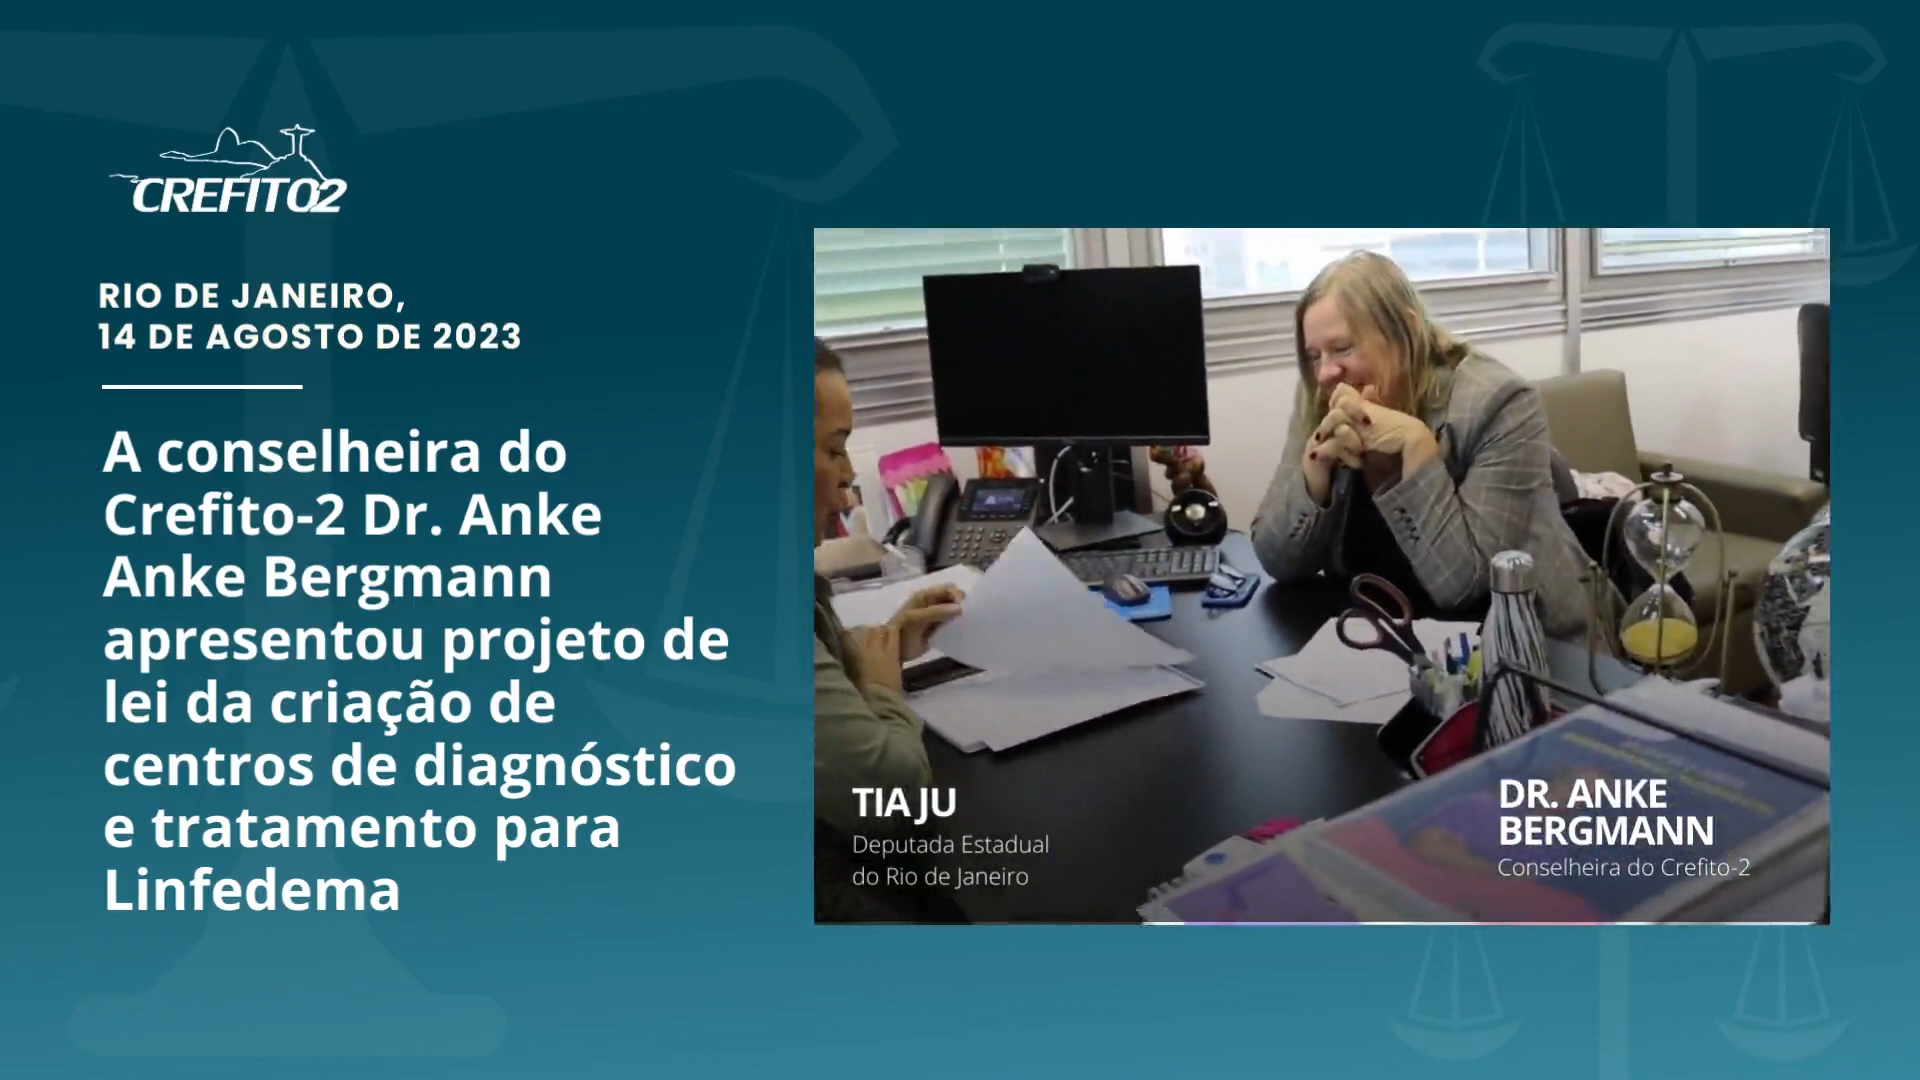 CREFITO2
RIO DE JANEIRO,
14 DE AGOSTO DE 2023
A conselheira do
Crefito-2 Dr. Anke
Anke Bergmann
apresentou projeto de
lei da criação de
centros de diagnóstico
e tratamento para
Linfedema
TIA JU
Deputada Estadual
do Rio de Janeiro
DR. ANKE
BERGMANN
Conselheira do Crefito-2